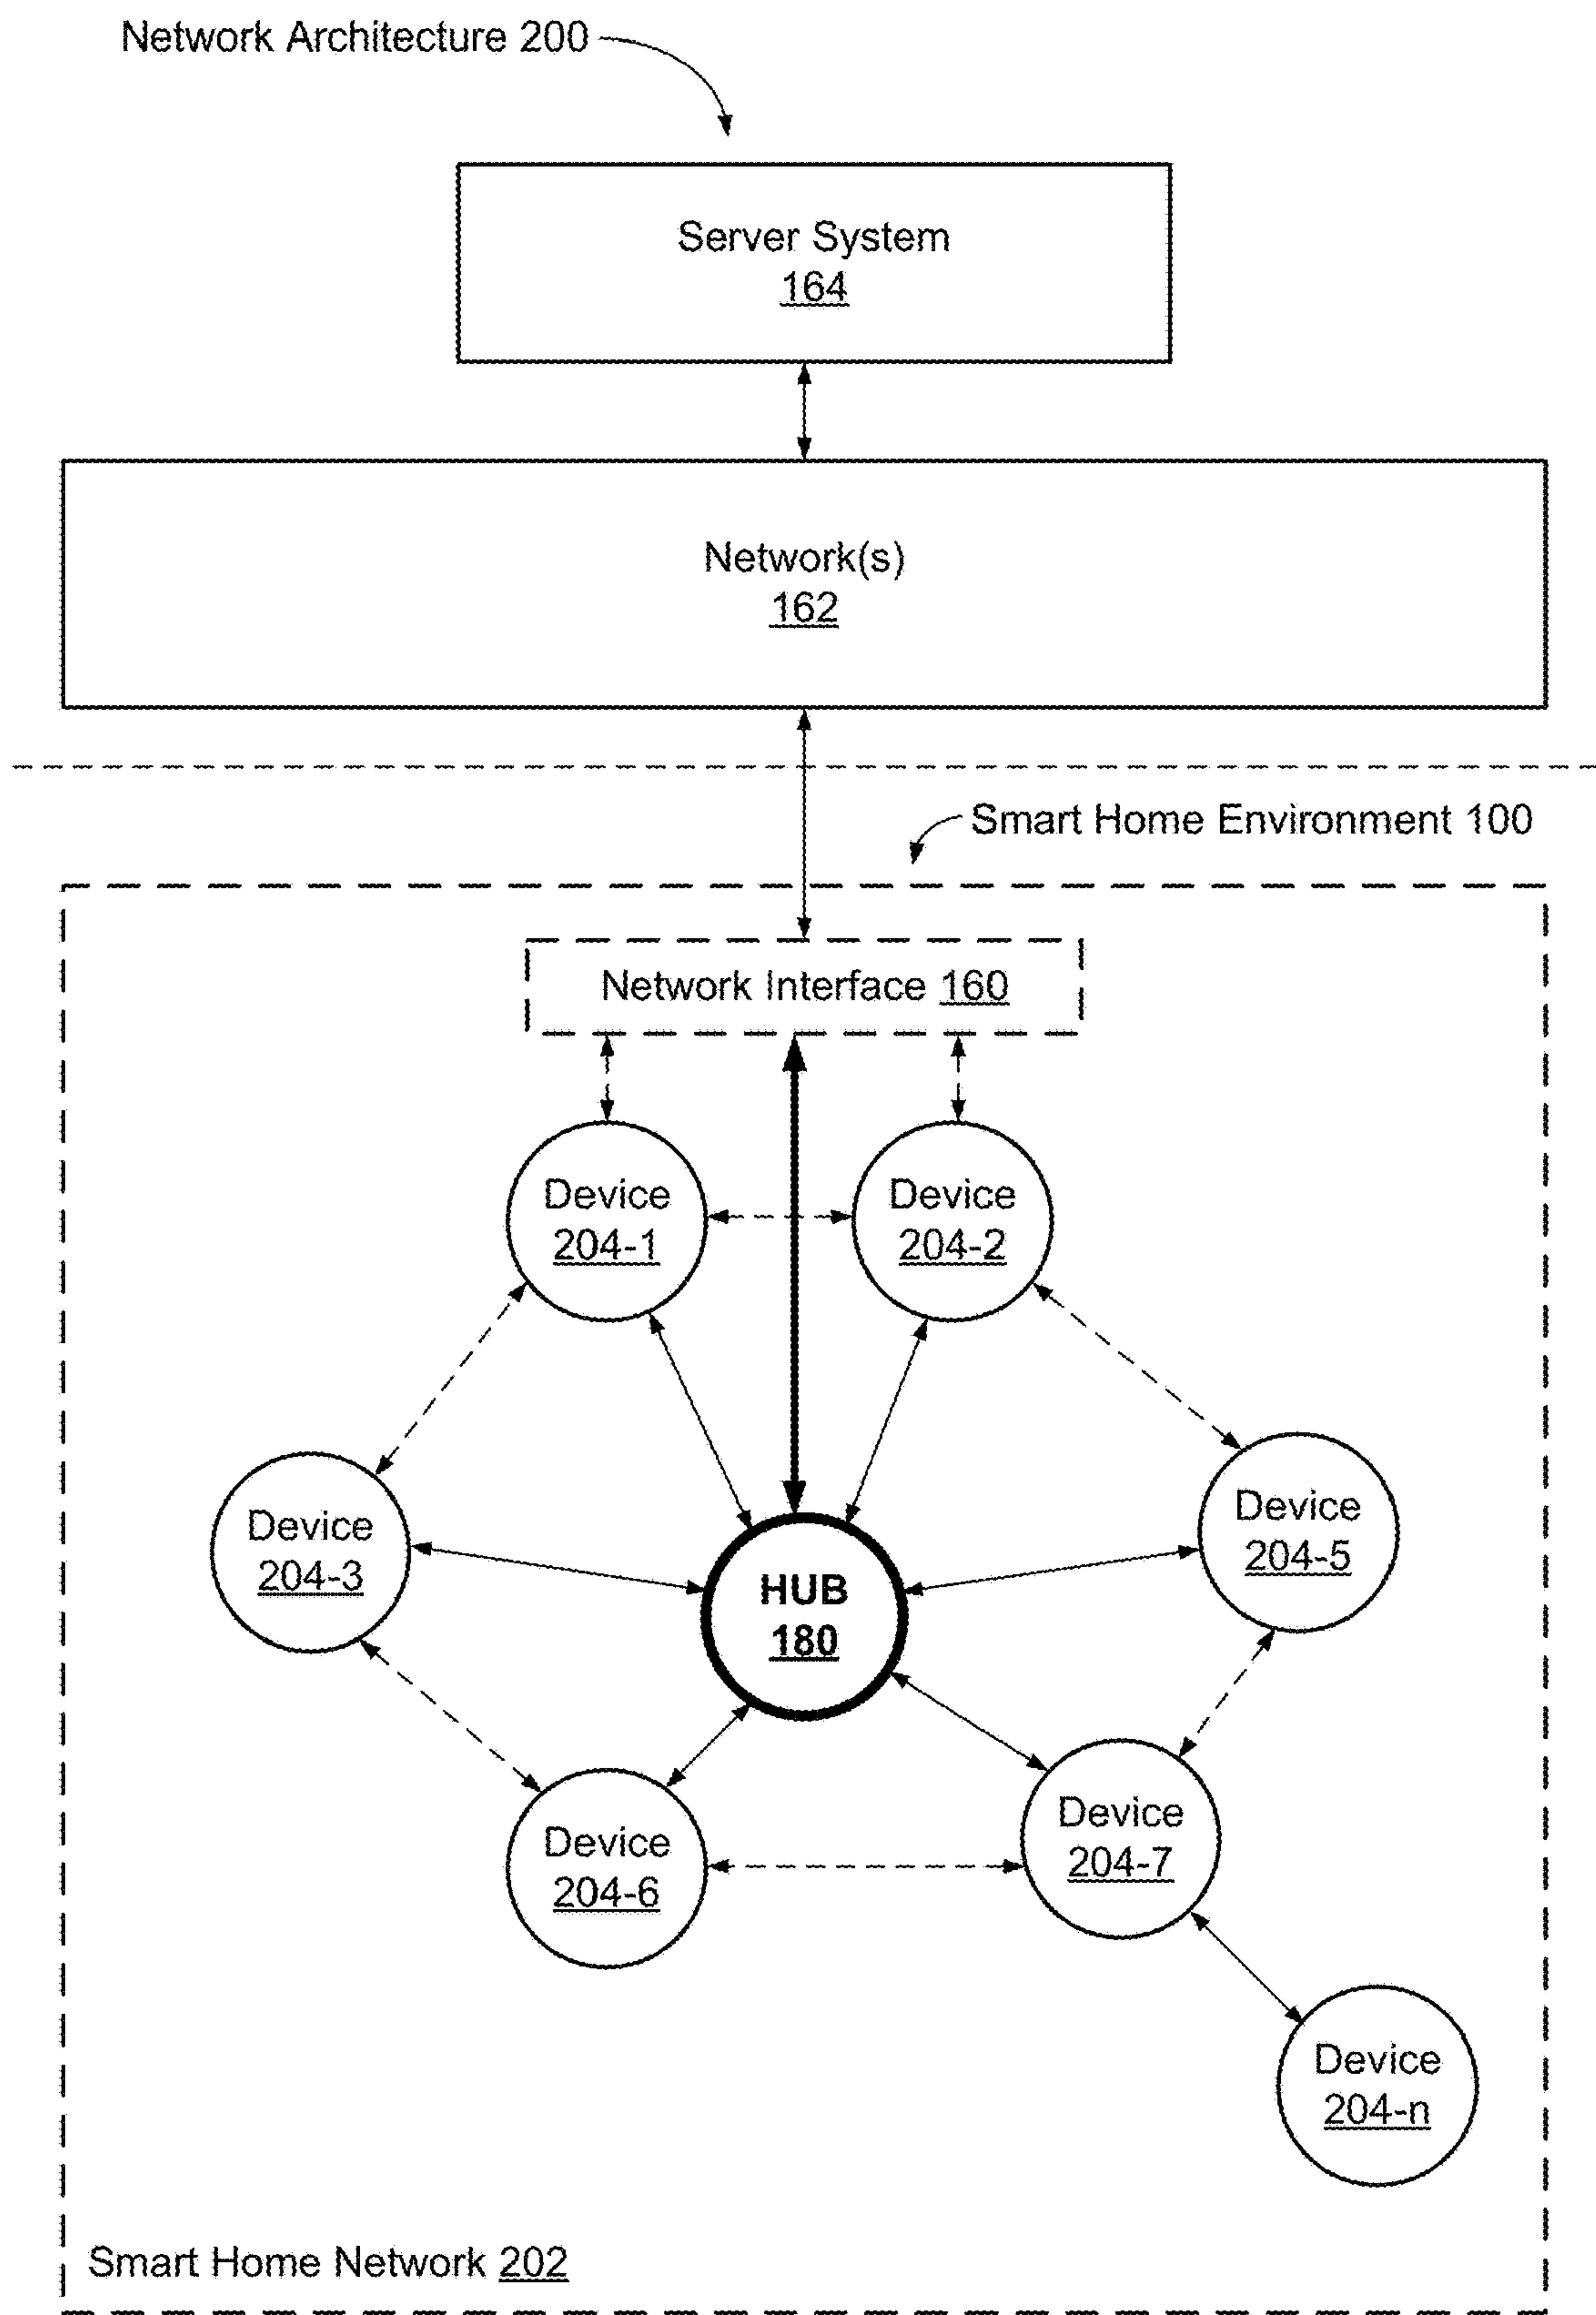 Network Architecture 200
Server System
164
Network(s)
162
Smart Home Environment 100
Network Interface 160
Device
204-1
Device
204-2
Device
204-3
Device
204-5
HUB
180
Device
204-6
Device
204-7
Device
204-n
Smart Home Network 202